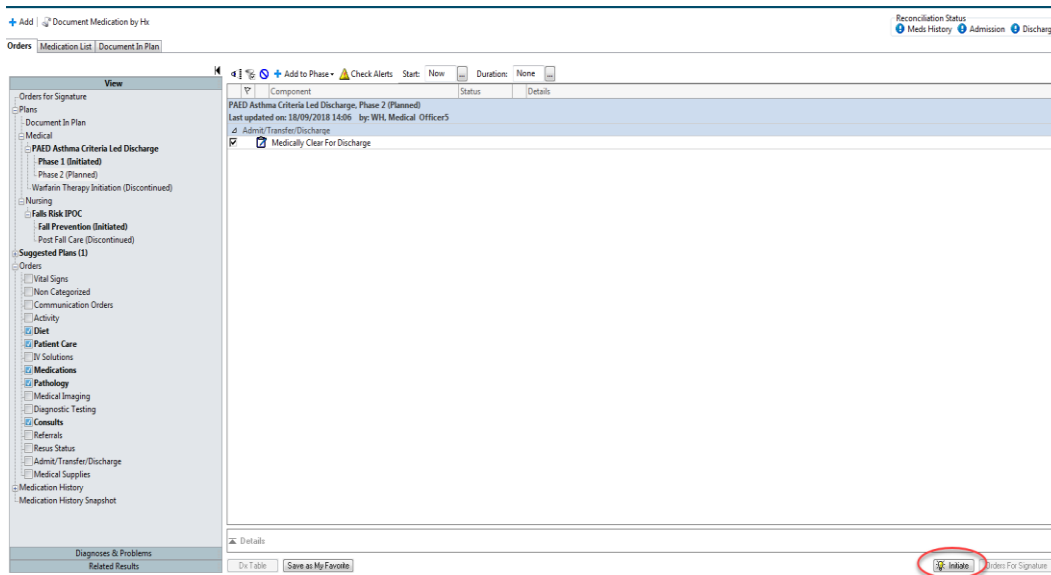 Add Document Medication by Hx
Reconciliation Status
Meds History Admission Discharg
Orders Medication List Document In Plan
View
Orders for Signature
Plans
Document In Plan
Medical
PAED Asthma Criteria Led Discharge
Phase 1 (Initiated)
Phase 2 (Planned)
Warfarin Therapy Initiation (Discontinued)
Nursing
Falls Risk IPOC
Fall Prevention (Initiated)
Post Fall Care (Discontinued)
Suggested Plans (1)
Orders
Vital Signs
Non Categorized
Communication Orders
Activity
Diet
Patient Care
IV Solutions
Medications
Pathology
Medical Imaging
Diagnostic Testing
Consults
Referrals
Resus Status
Admit/Transfer/Discharge
Medical Supplies
Medication History
Medication History Snapshot
Diagnoses & Problems
Related Results
Add to Phase Check Alerts Start: Now ... Duration: None ...
Component Status Details
PAED Asthma Criteria Led Discharge, Phase 2 (Planned)
Last updated on: 18/09/2018 14:06 by: WH, Medical Officer5
Admit/Transfer/Discharge
Medically Clear For Discharge
Details
Dx Table Save as My Favorite Initiate Orders For Signature